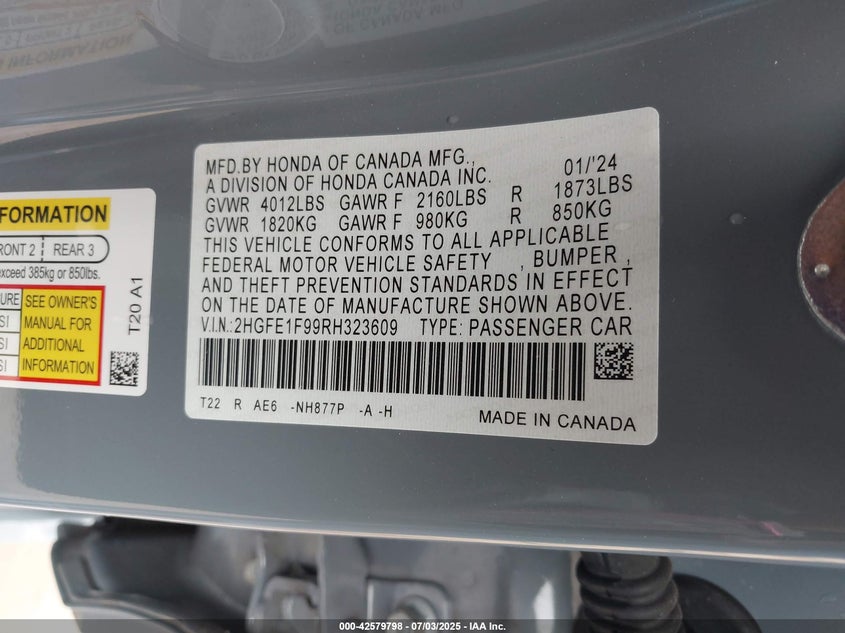 MFD.BY HONDA OF CANADA MFG., 01/'24
A DIVISION OF HONDA CANADA INC.
GVWR 4012LBS GAWR F 2160LBS R 1873LBS
GVWR 1820KG GAWR F 980KG R 850KG
THIS VEHICLE CONFORMS TO ALL APPLICABLE
FEDERAL MOTOR VEHICLE SAFETY , BUMPER ,
AND THEFT PREVENTION STANDARDS IN EFFECT
ON THE DATE OF MANUFACTURE SHOWN ABOVE.
V.I.N.:2HGFE1F99RH323609 TYPE: PASSENGER CAR
T22 R AE6 -NH877P -A -H
MADE IN CANADA
FORMATION
FRONT 2 REAR 3
exceed 385kg or 850lbs.
SEE OWNER'S
MANUAL FOR
ADDITIONAL
INFORMATION
T20 A1
000-42579798 - 07/03/2025 - IAA Inc.